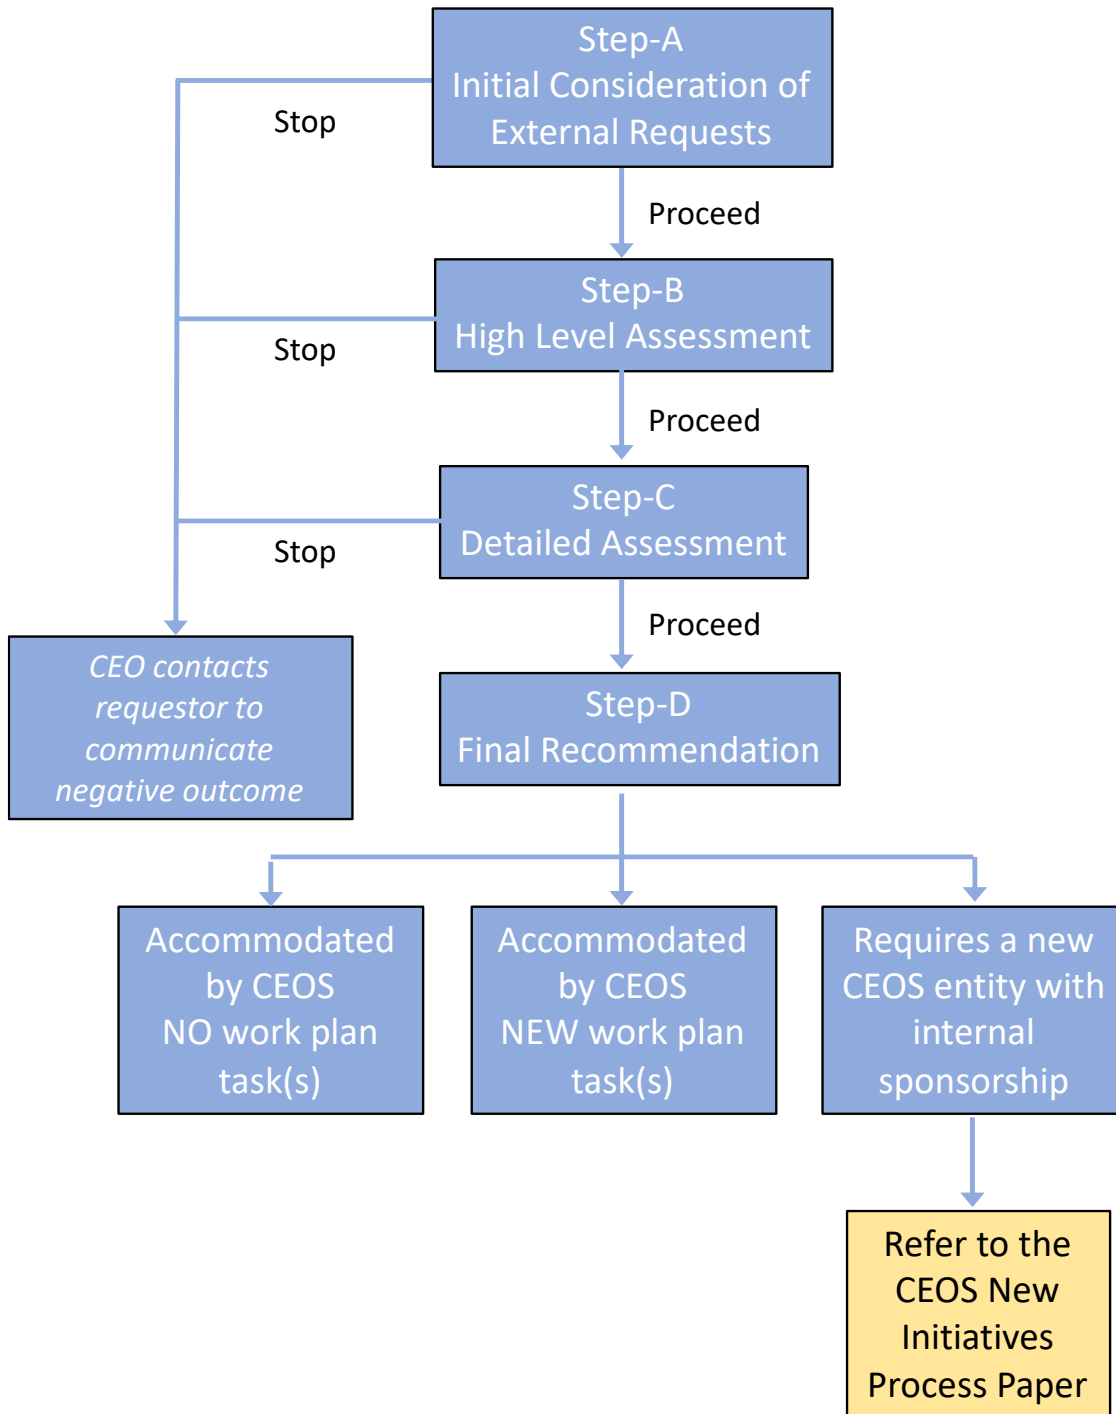 Step-A
Initial Consideration of
External Requests
Stop
Proceed
Step-B
High Level Assessment
Stop
Proceed
Step-C
Detailed Assessment
Stop
Proceed
CEO contacts
requestor to
communicate
negative outcome
Step-D
Final Recommendation
Accommodated
by CEOS
NO work plan
task(s)
Accommodated
by CEOS
NEW work plan
task(s)
Requires a new
CEOS entity with
internal
sponsorship
Refer to the
CEOS New
Initiatives
Process Paper